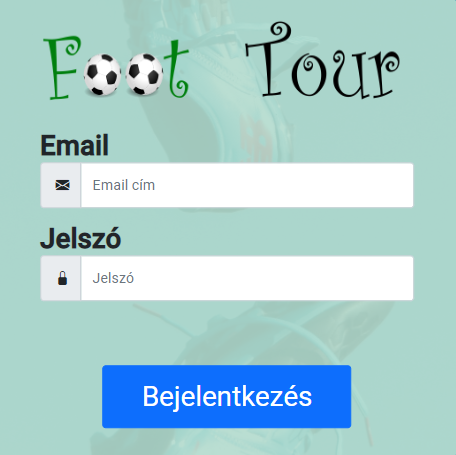 Foot Tour
Email
Email cím
Jelszó
Jelszó
Bejelentkezés